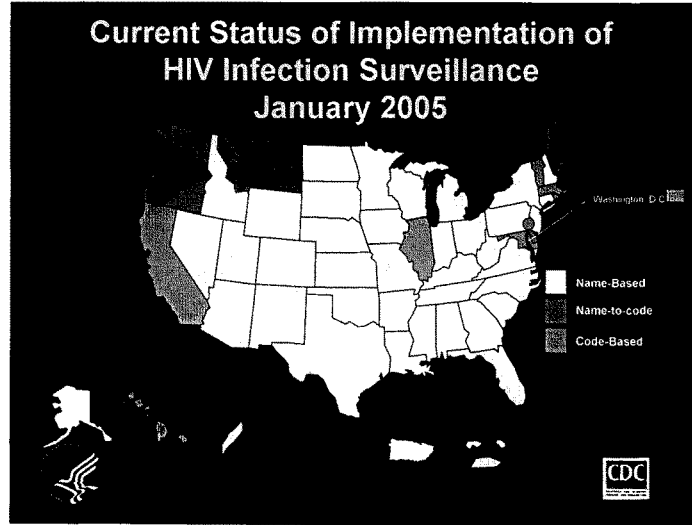 Current Status of Implementation of
HIV Infection Surveillance
January 2005
Washington D C
Name-Based
Name-to-code
Code-Based
CDC